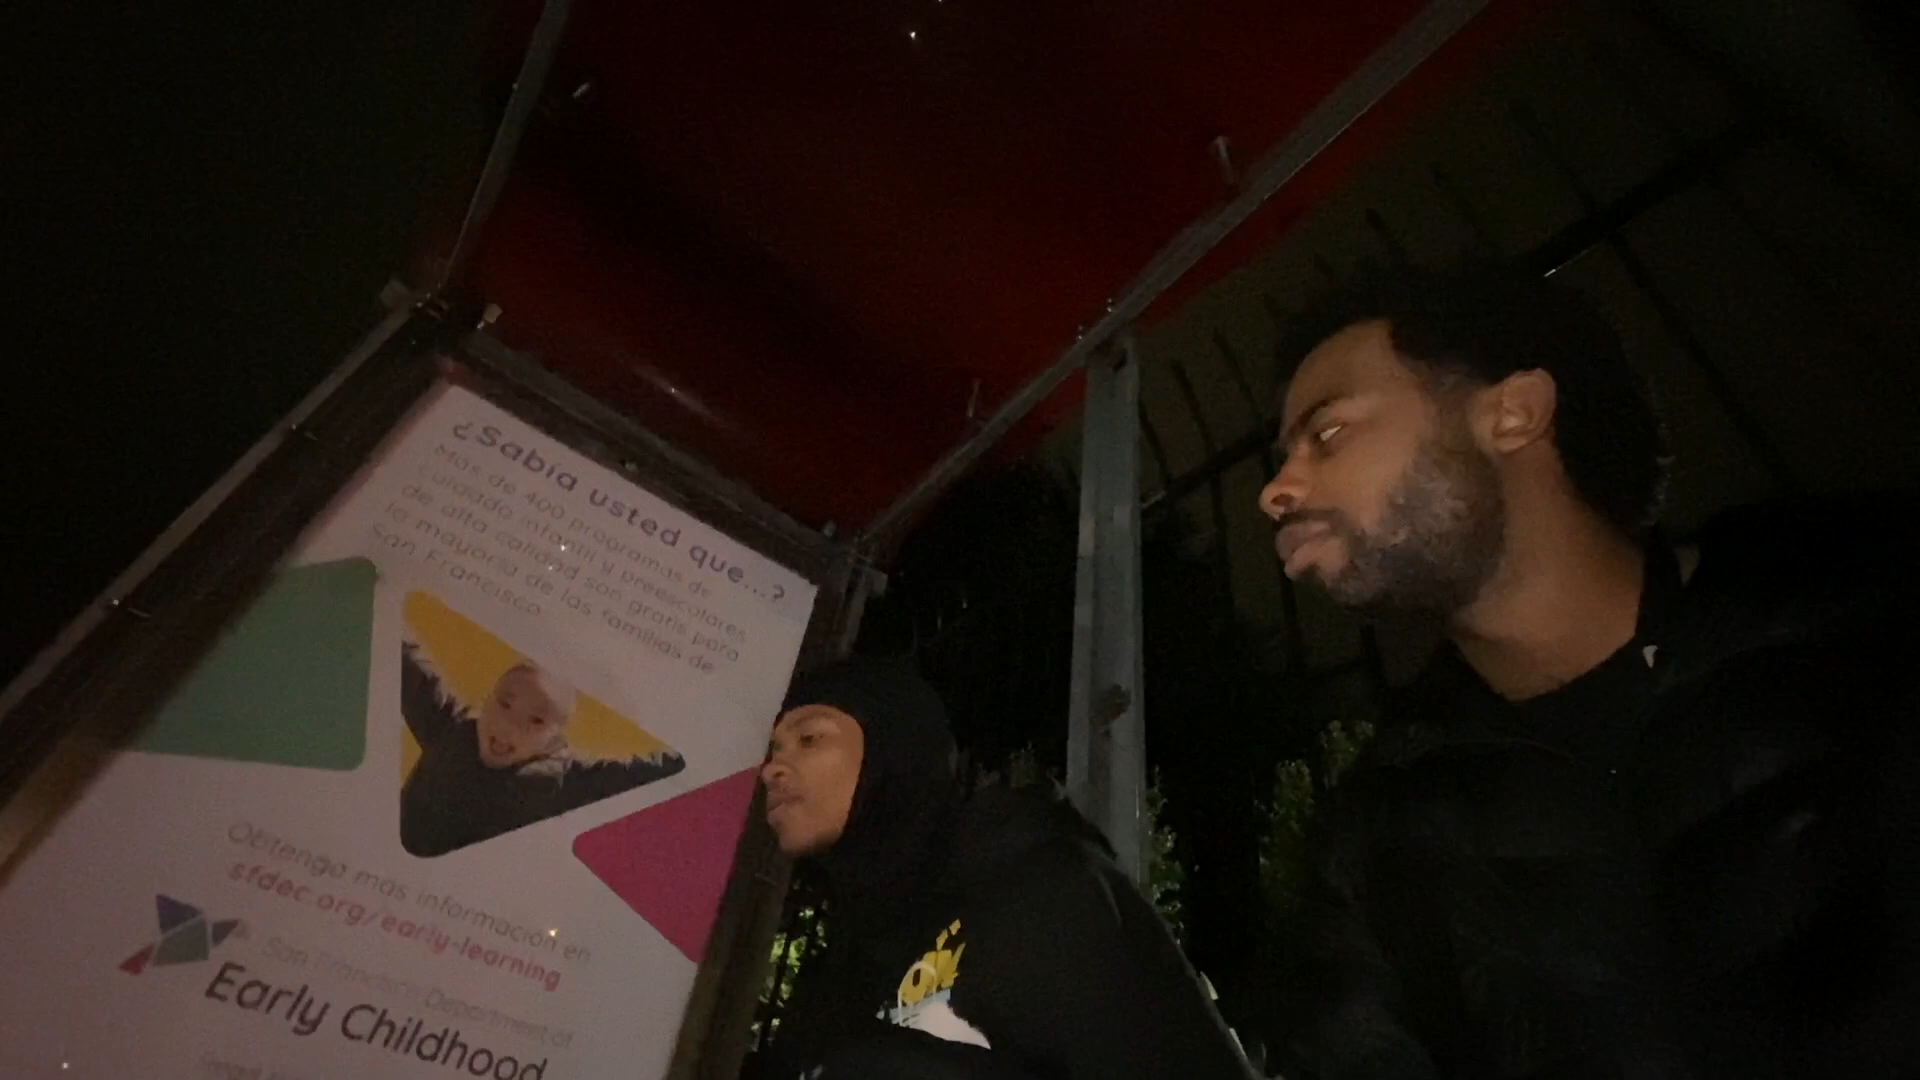 ¿Sabía usted que...?
Más de 400 programas de
cuidado infantil y preescolares
de alta calidad son gratis para
la mayoría de las familias de
San Francisco
Obtenga más información en
sfdec.org/early-learning
San Francisco Department of
Early Childhood